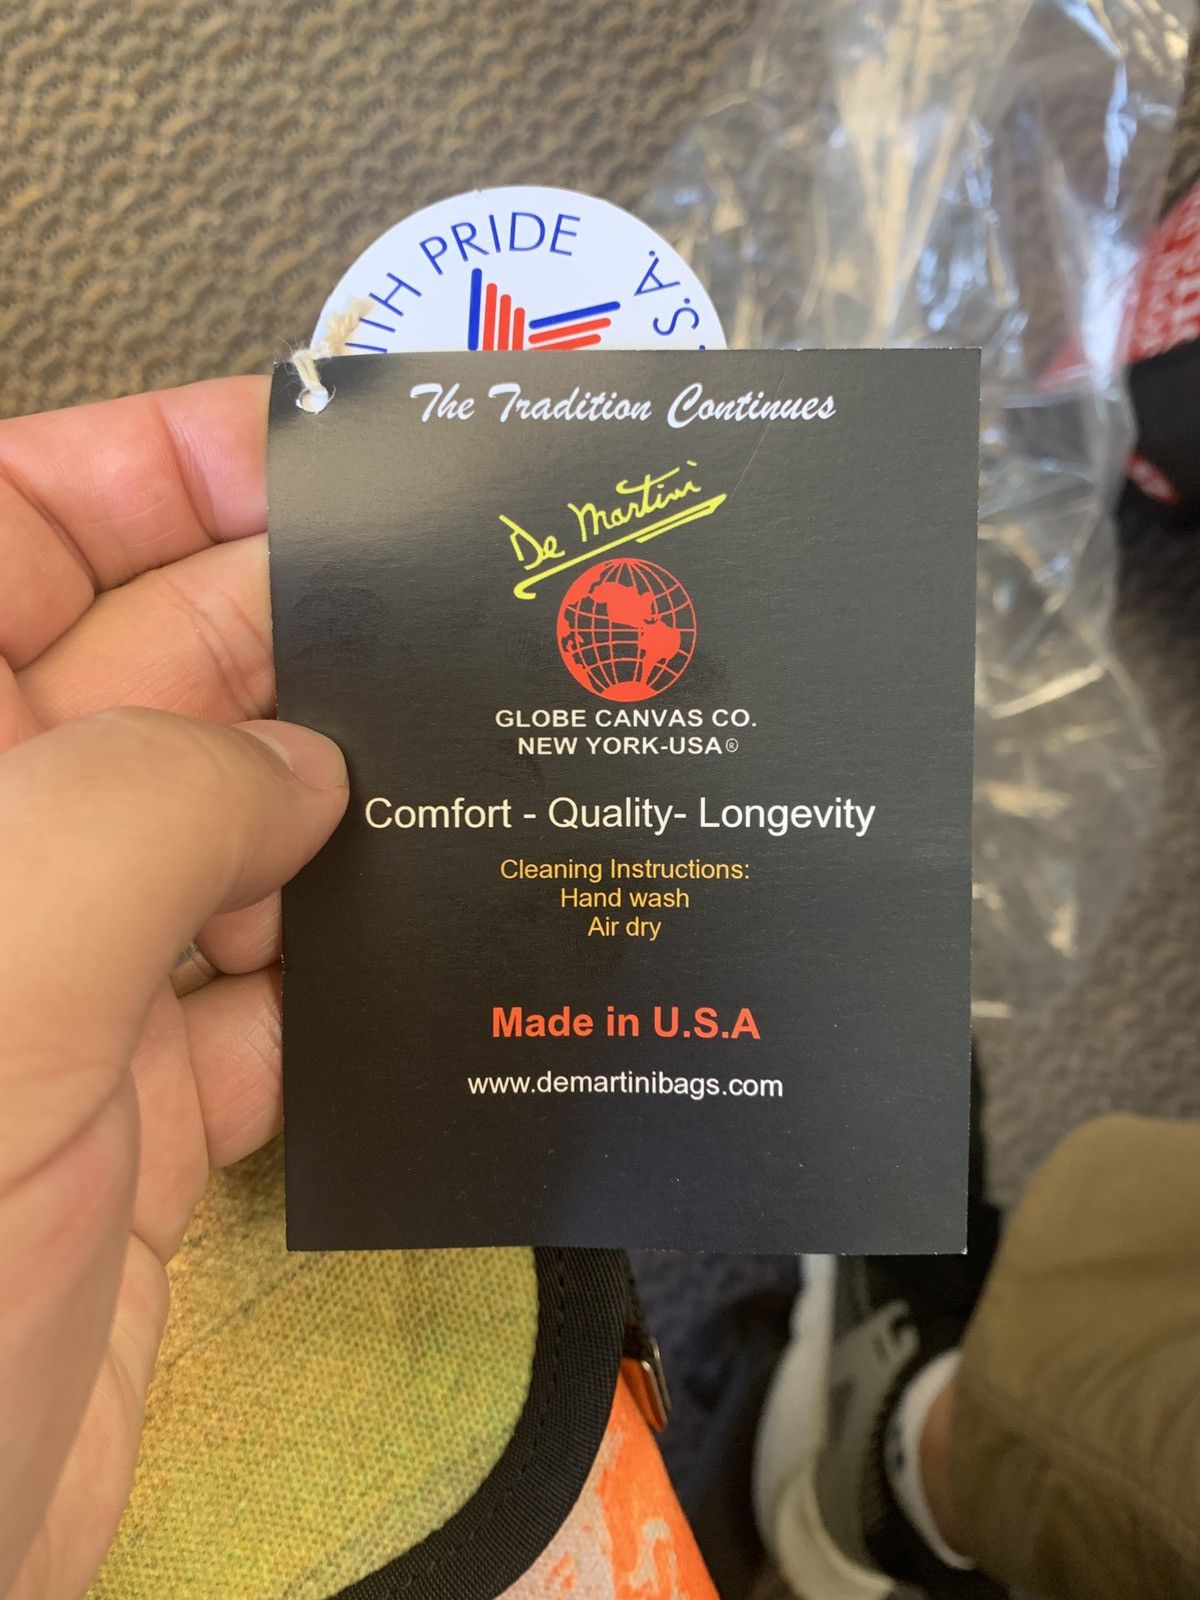 PRIDE
The Tradition Continues
De Martini
GLOBE CANVAS CO.
NEW YORK-USA®
Comfort - Quality- Longevity
Cleaning Instructions:
Hand wash
Air dry
Made in U.S.A
www.demartinibags.com